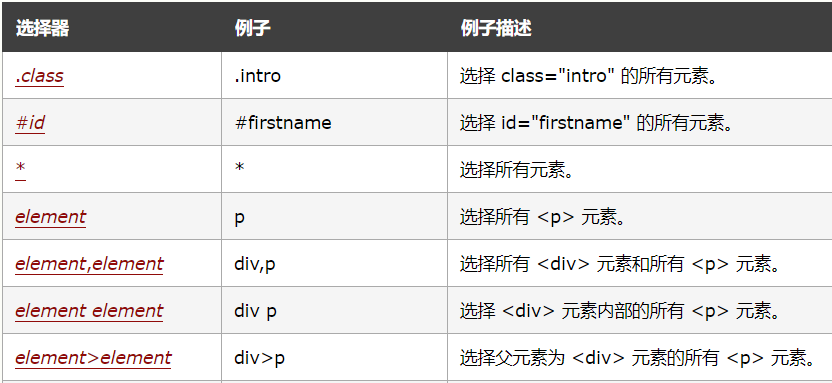 选择器 例子 例子描述
.class .intro 选择 class="intro" 的所有元素。
#id #firstname 选择 id="firstname" 的所有元素。
* * 选择所有元素。
element p 选择所有 <p> 元素。
element,element div,p 选择所有 <div> 元素和所有 <p> 元素。
element element div p 选择 <div> 元素内部的所有 <p> 元素。
element>element div>p 选择父元素为 <div> 元素的所有 <p> 元素。